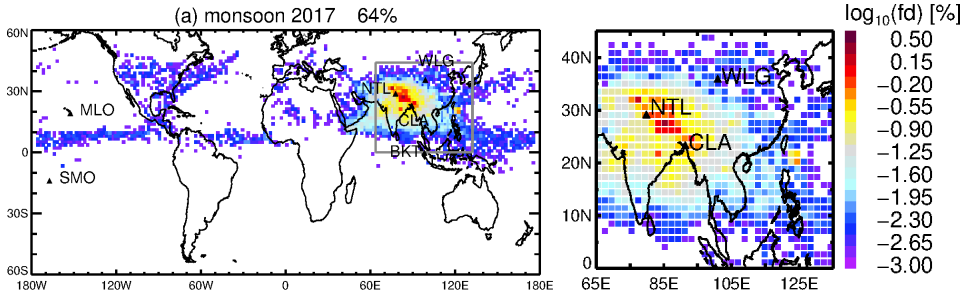 (a) monsoon 2017 64%
log₁₀(fd) [%]
60N
30N
0
30S
60S
180W
120W
60W
0
60E
120E
180E
MLO
SMO
NTL
WLG
CLA
BKT
40N
30N
20N
10N
0
65E
85E
105E
125E
NTL
WLG
CLA
0.50
0.15
−0.20
−0.55
−0.90
−1.25
−1.60
−1.95
−2.30
−2.65
−3.00